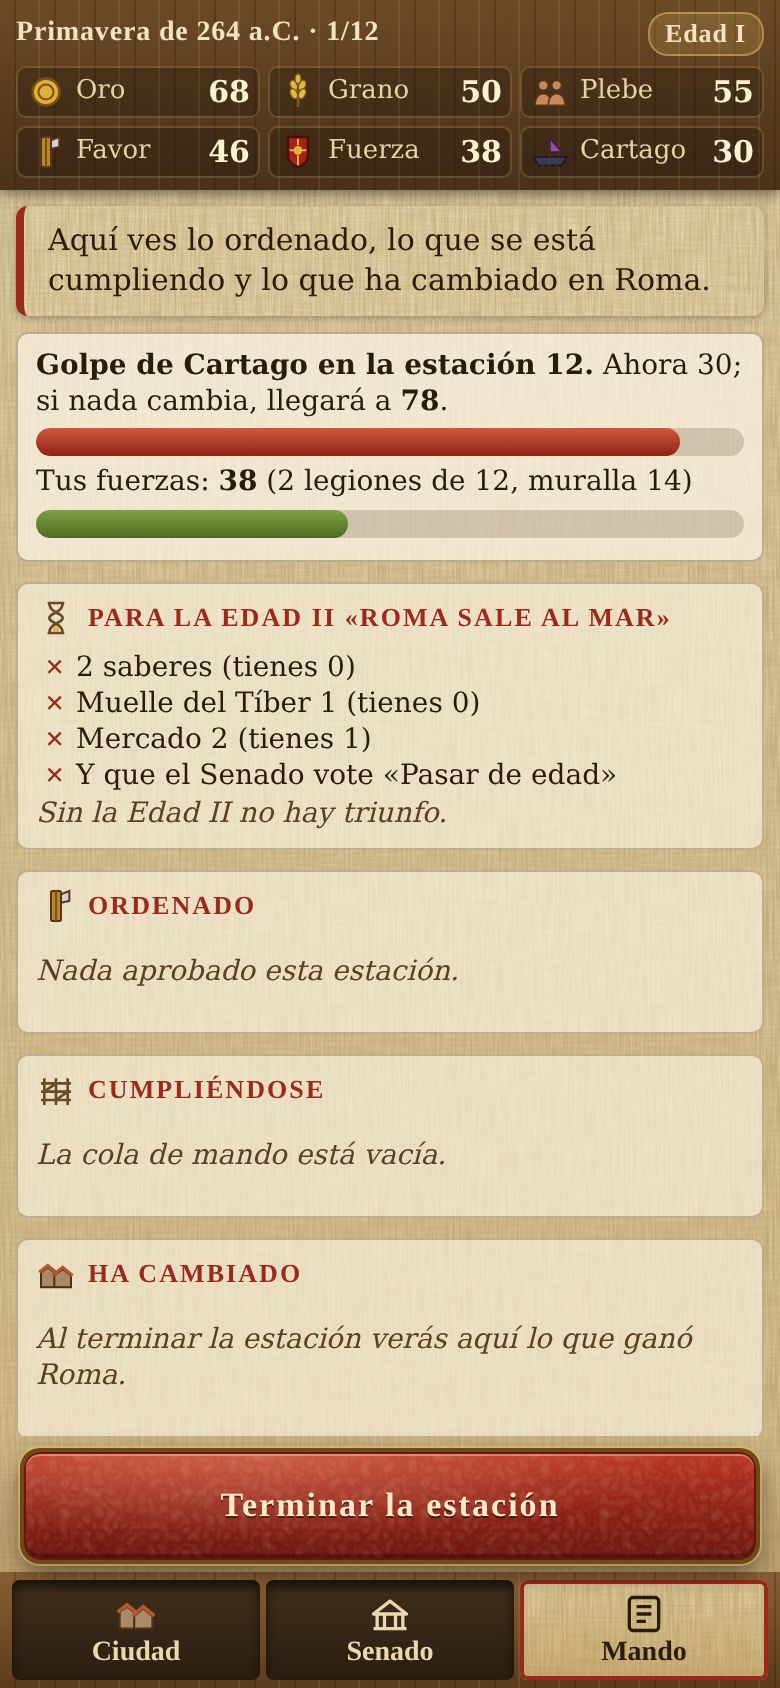 Primavera de 264 a.C. · 1/12
Edad I
Oro 68
Grano 50
Plebe 55
Favor 46
Fuerza 38
Cartago 30
Aquí ves lo ordenado, lo que se está
cumpliendo y lo que ha cambiado en Roma.
Golpe de Cartago en la estación 12. Ahora 30;
si nada cambia, llegará a 78.
Tus fuerzas: 38 (2 legiones de 12, muralla 14)
PARA LA EDAD II «ROMA SALE AL MAR»
✕ 2 saberes (tienes 0)
✕ Muelle del Tíber 1 (tienes 0)
✕ Mercado 2 (tienes 1)
✕ Y que el Senado vote «Pasar de edad»
Sin la Edad II no hay triunfo.
ORDENADO
Nada aprobado esta estación.
CUMPLIÉNDOSE
La cola de mando está vacía.
HA CAMBIADO
Al terminar la estación verás aquí lo que ganó
Roma.
Terminar la estación
Ciudad
Senado
Mando